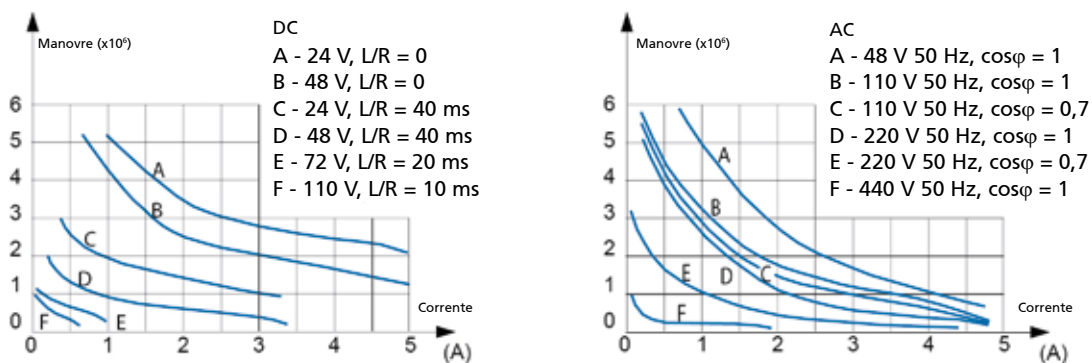 DC
Manovre (x10⁶)
A - 24 V, L/R = 0
B - 48 V, L/R = 0
C - 24 V, L/R = 40 ms
D - 48 V, L/R = 40 ms
E - 72 V, L/R = 20 ms
F - 110 V, L/R = 10 ms
6
5
4
3
2
1
0
A
B
C
D
E
F
Corrente
0 1 2 3 4 5
(A)
AC
Manovre (x10⁶)
A - 48 V 50 Hz, cosφ = 1
B - 110 V 50 Hz, cosφ = 1
C - 110 V 50 Hz, cosφ = 0,7
D - 220 V 50 Hz, cosφ = 1
E - 220 V 50 Hz, cosφ = 0,7
F - 440 V 50 Hz, cosφ = 1
6
5
4
3
2
1
0
A
B
E D C
F
Corrente
0 1 2 3 4 5
(A)